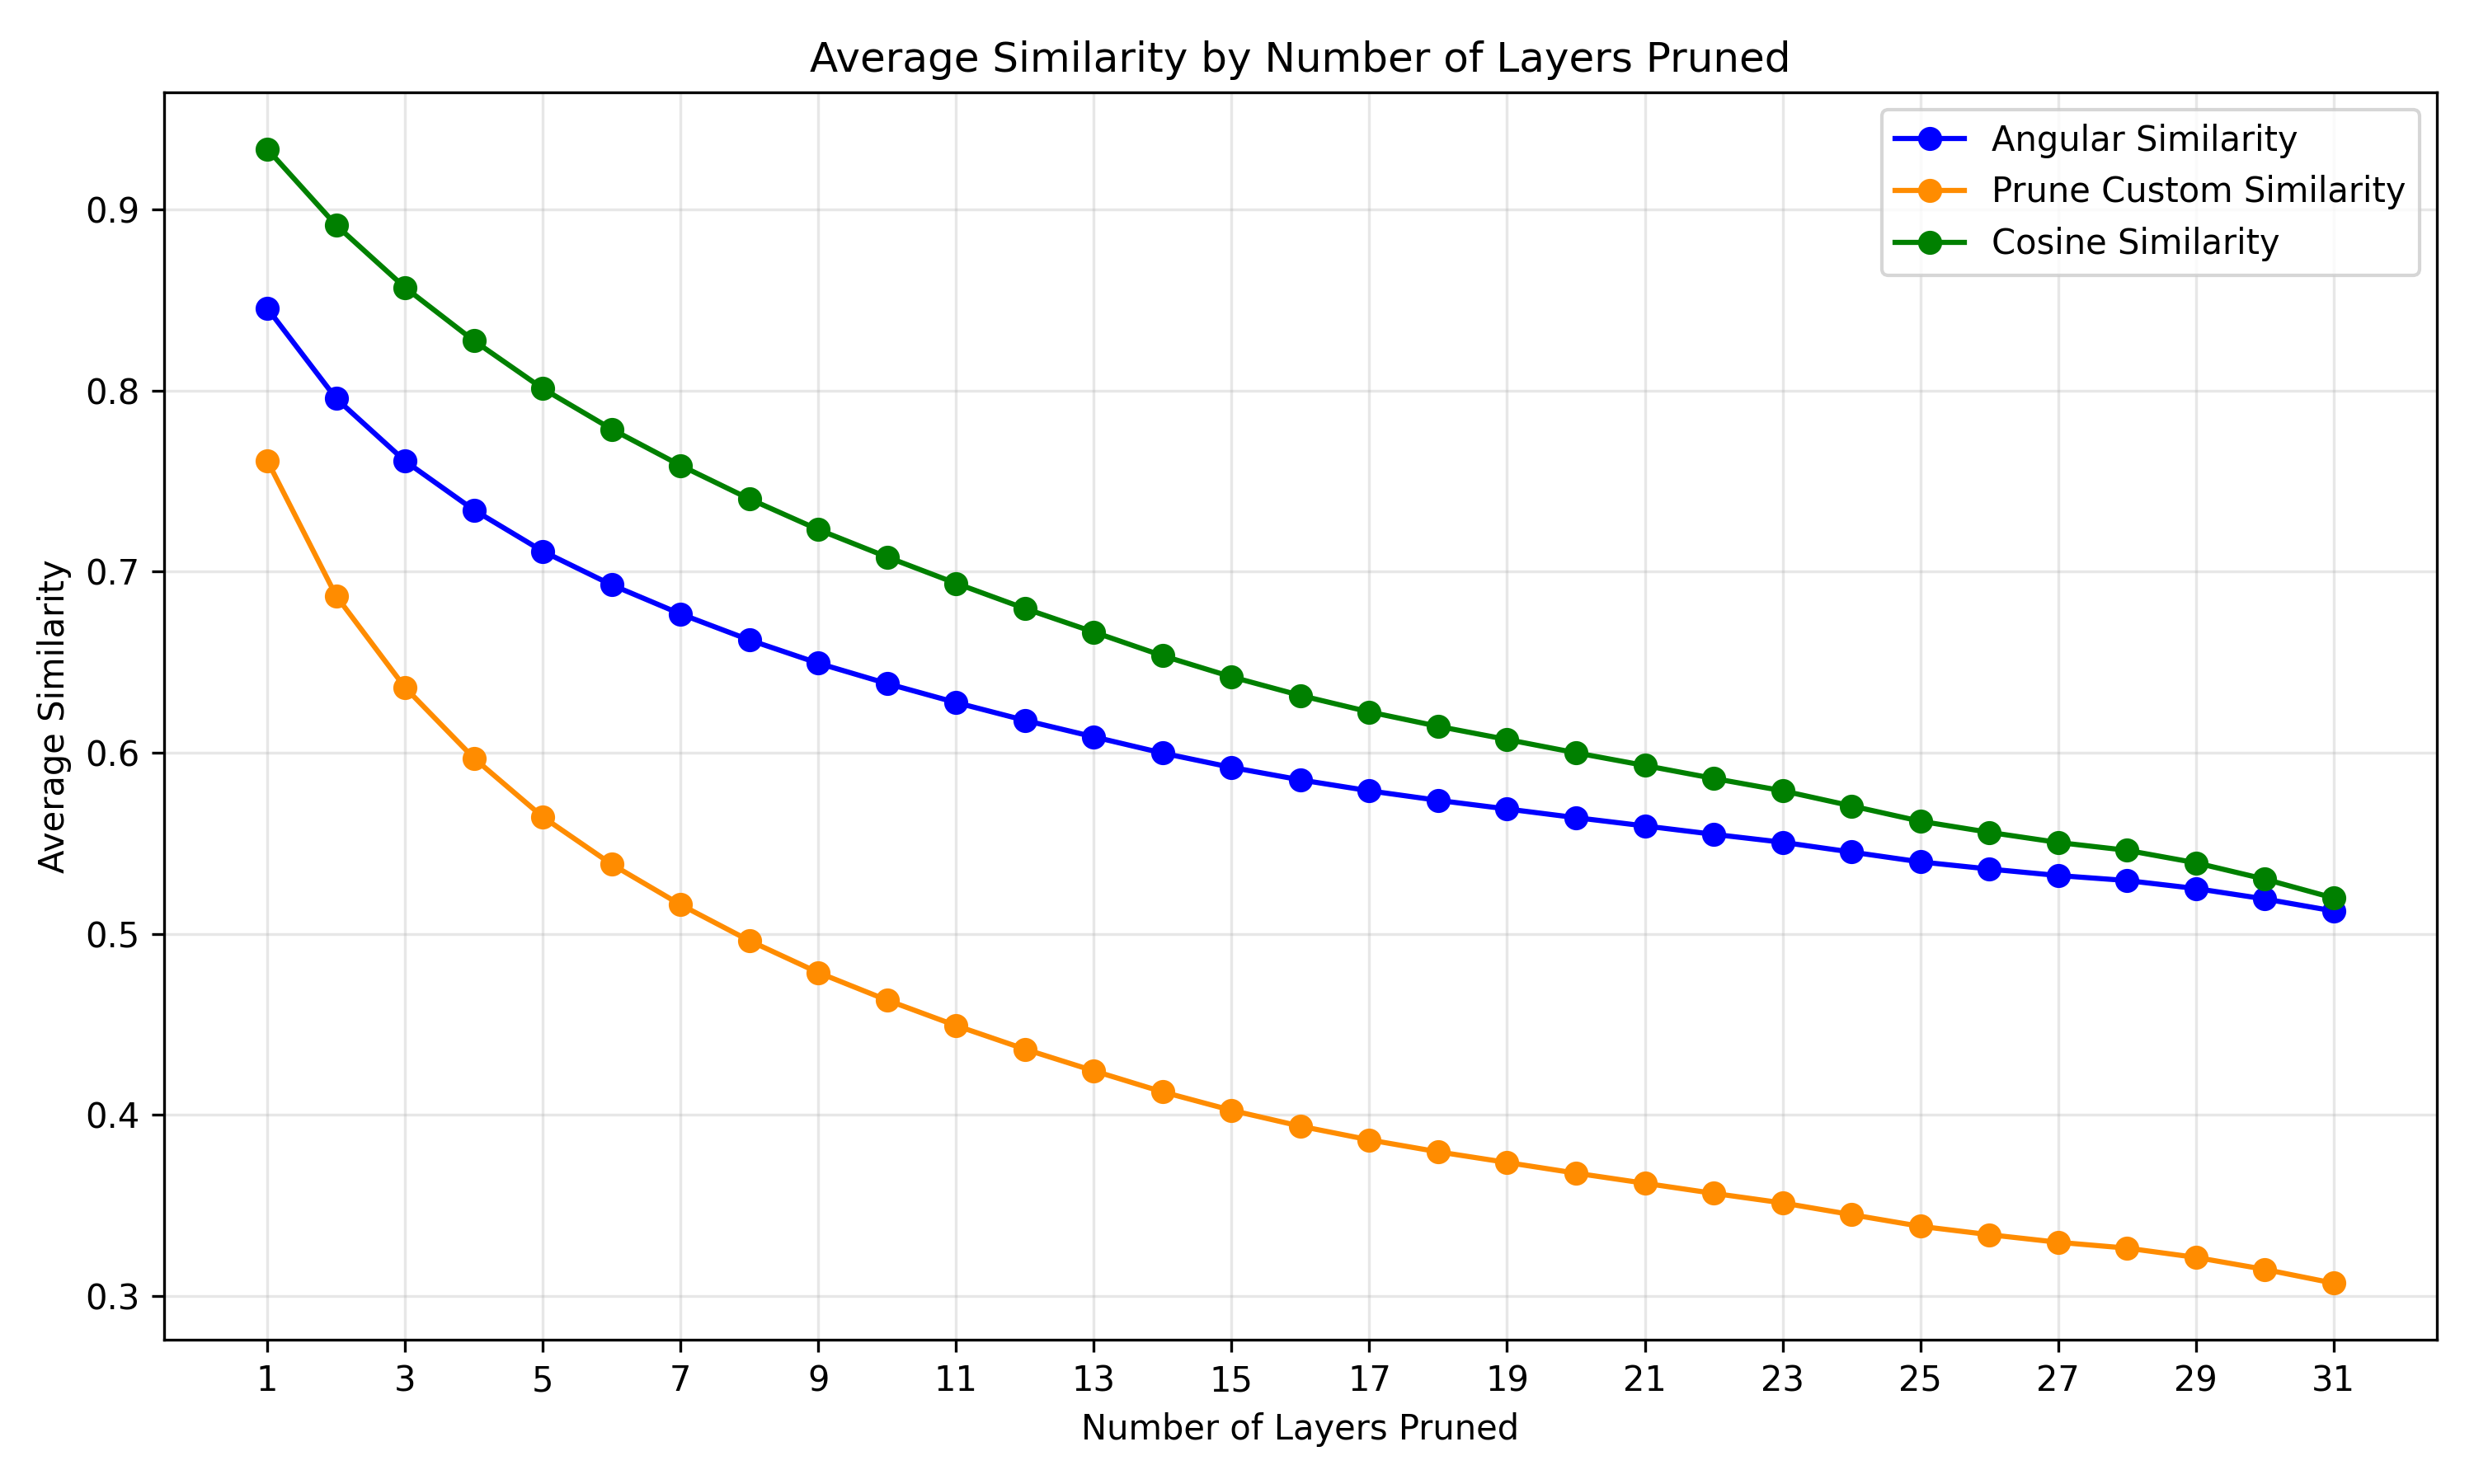 Average Similarity by Number of Layers Pruned
Angular Similarity
Prune Custom Similarity
Cosine Similarity
Average Similarity
0.9
0.8
0.7
0.6
0.5
0.4
0.3
1 3 5 7 9 11 13 15 17 19 21 23 25 27 29 31
Number of Layers Pruned